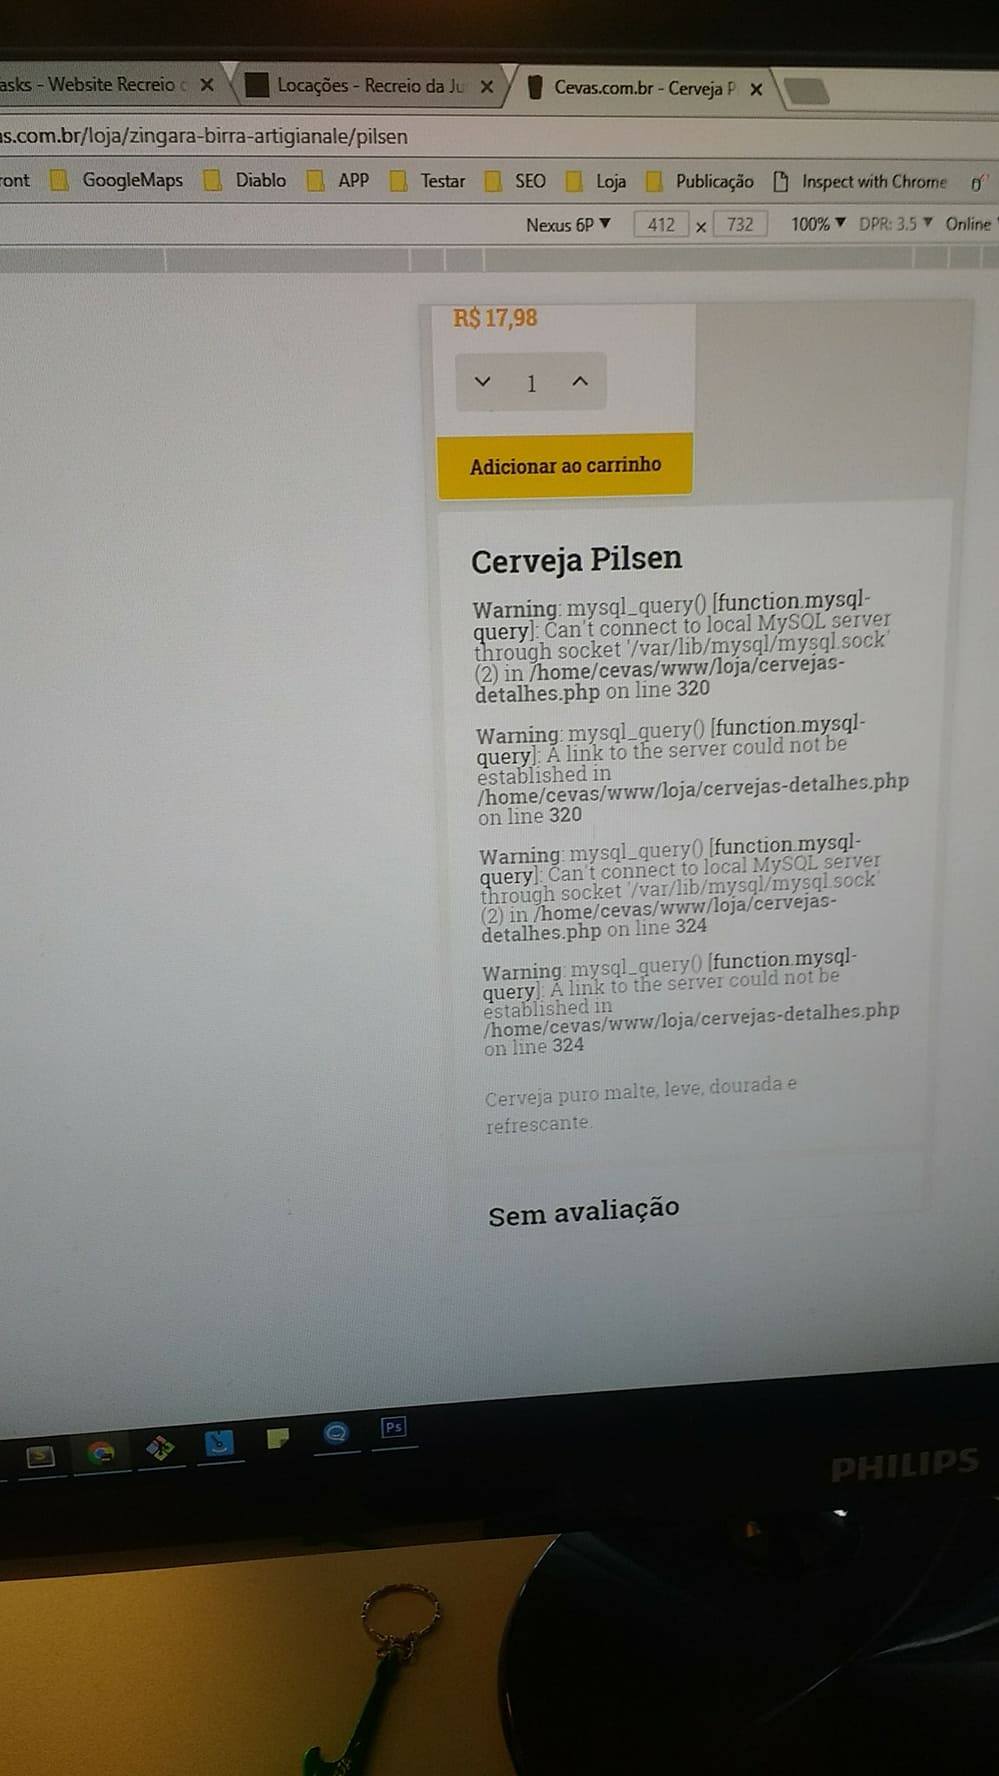 asks - Website Recreio
Locações - Recreio da Ju
Cevas.com.br - Cerveja P
as.com.br/loja/zingara-birra-artigianale/pilsen
ront
GoogleMaps
Diablo
APP
Testar
SEO
Loja
Publicação
Inspect with Chrome
Nexus 6P ▼ 412 x 732 100% ▼ DPR: 3.5 ▼ Online
R$ 17,98
1
Adicionar ao carrinho
Cerveja Pilsen
Warning: mysql_query() [function.mysql-
query]: Can't connect to local MySQL server
through socket '/var/lib/mysql/mysql.sock'
(2) in /home/cevas/www/loja/cervejas-
detalhes.php on line 320
Warning: mysql_query() [function.mysql-
query]: A link to the server could not be
established in
/home/cevas/www/loja/cervejas-detalhes.php
on line 320
Warning: mysql_query() [function.mysql-
query]: Can't connect to local MySQL server
through socket '/var/lib/mysql/mysql.sock'
(2) in /home/cevas/www/loja/cervejas-
detalhes.php on line 324
Warning: mysql_query() [function.mysql-
query]: A link to the server could not be
established in
/home/cevas/www/loja/cervejas-detalhes.php
on line 324
Cerveja puro malte, leve, dourada e
refrescante.
Sem avaliação
Ps
PHILIPS